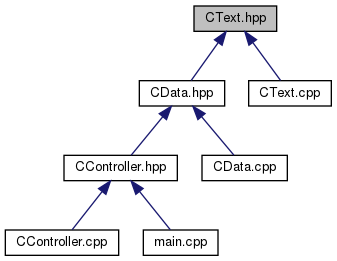 CText.hpp
CData.hpp
CText.cpp
CController.hpp
CData.cpp
CController.cpp
main.cpp